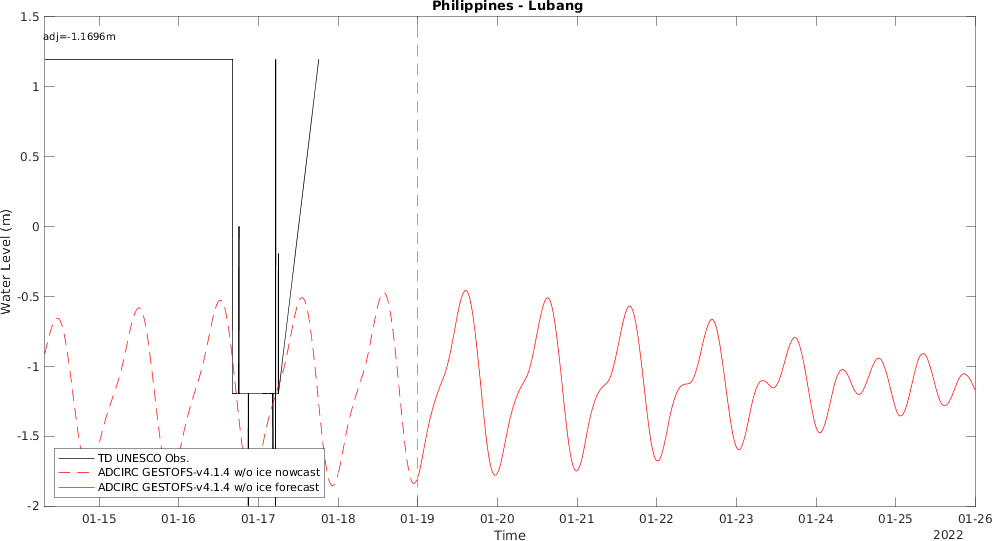 Philippines - Lubang
adj=-1.1696m
1.5
1
0.5
0
-0.5
-1
-1.5
-2
Water Level (m)
TD UNESCO Obs.
ADCIRC GESTOFS-v4.1.4 w/o ice nowcast
ADCIRC GESTOFS-v4.1.4 w/o ice forecast
01-15 01-16 01-17 01-18 01-19 01-20 01-21 01-22 01-23 01-24 01-25 01-26
Time
2022